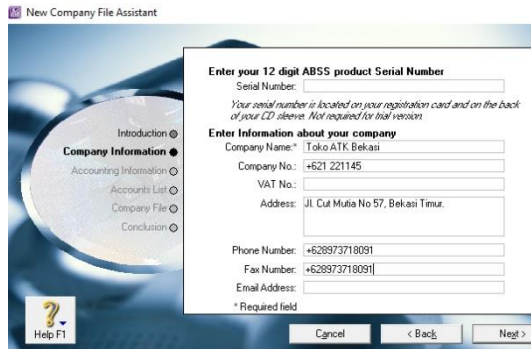 New Company File Assistant
Enter your 12 digit ABSS product Serial Number
Serial Number:
Your serial number is located on your registration card and on the back
of your CD sleeve. Not required for trial version.
Introduction
Company Information
Accounting Information
Accounts List
Company File
Conclusion
Enter Information about your company
Company Name:* Toko ATK Bekasi
Company No.: +621 221145
VAT No.:
Address: Jl. Cut Mutia No 57, Bekasi Timur.
Phone Number: +628973718091
Fax Number: +628973718091
Email Address:
* Required field
Help F1
Cancel
< Back
Next >